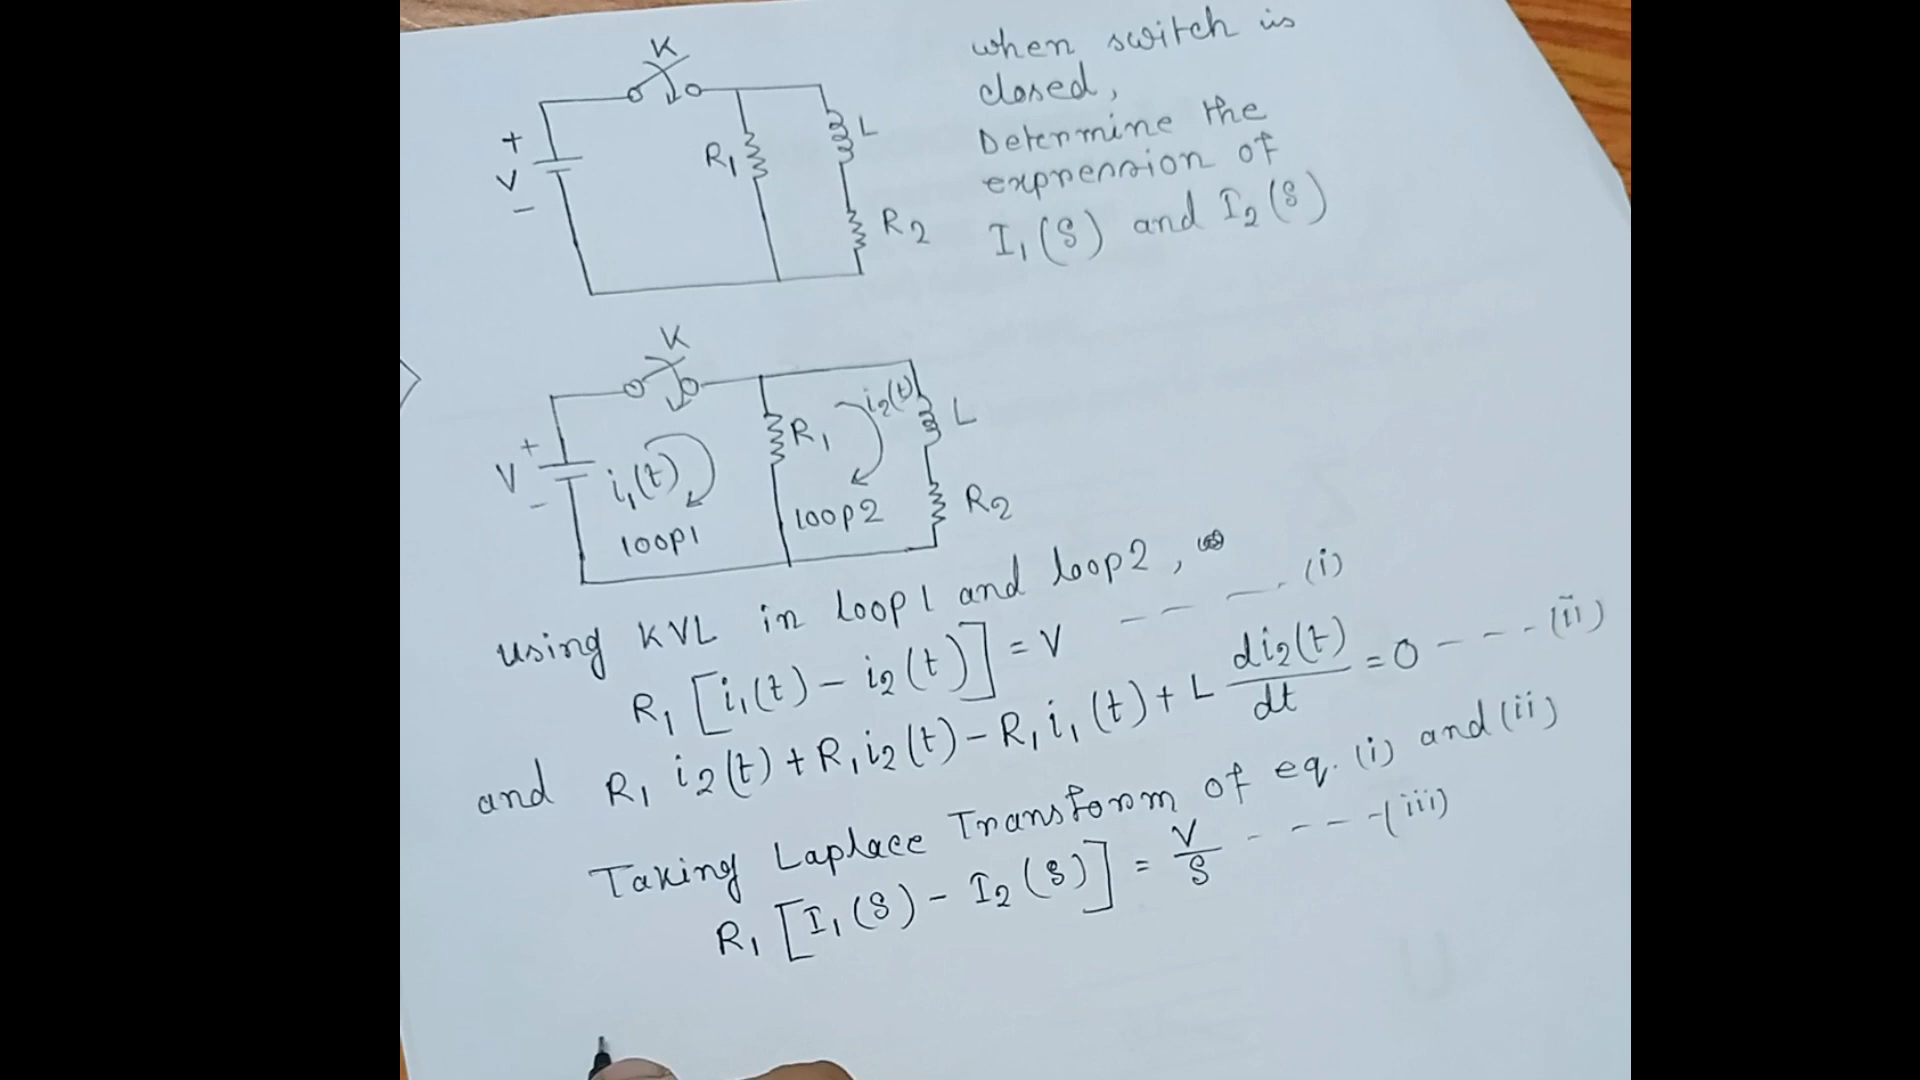 K
+
V
-
R1
L
R2
when switch is
closed,
Determine the
expression of
I1(S) and I2(S)
K
+
V
-
i1(t)
loop1
R1
i2(t)
loop2
L
R2
using KVL in loop1 and loop2,
R1 [i1(t) - i2(t)] = V - - - - (i)
and R1 i2(t) + R1 i2(t) - R1 i1(t) + L di2(t)/dt = 0 - - - (ii)
Taking Laplace Transform of eq. (i) and (ii)
R1 [I1(S) - I2(S)] = V/S - - - - (iii)